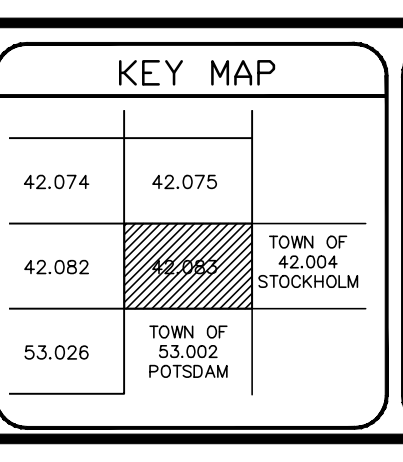 KEY MAP
42.074
42.075
42.082
42.083
TOWN OF
42.004
STOCKHOLM
53.026
TOWN OF
53.002
POTSDAM